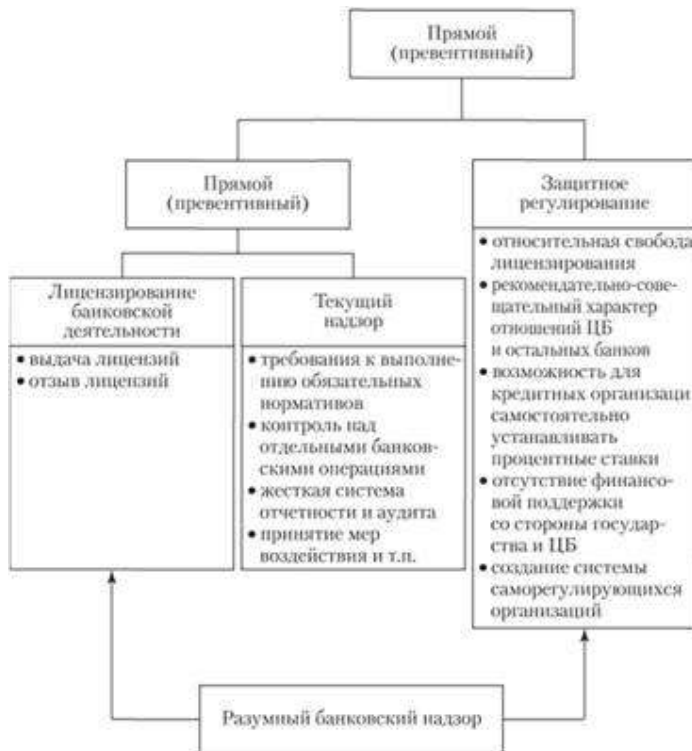 Прямой
(превентивный)
Прямой
(превентивный)
Защитное
регулирование
Лицензирование
банковской
деятельности
• выдача лицензий
• отзыв лицензий
Текущий
надзор
• требования к выполне-
нию обязательных
нормативов
• контроль над
отдельными банков-
скими операциями
• жесткая система
отчетности и аудита
• принятие мер
воздействия и т.п.
• относительная свобода
лицензирования
• рекомендательно-сове-
щательный характер
отношений ЦБ
и остальных банков
• возможность для
кредитных организаци
самостоятельно
устанавливать
процентные ставки
• отсутствие финансо-
вой поддержки
со стороны государ-
ства и ЦБ
• создание системы
саморегулирующихся
организаций
Разумный банковский надзор